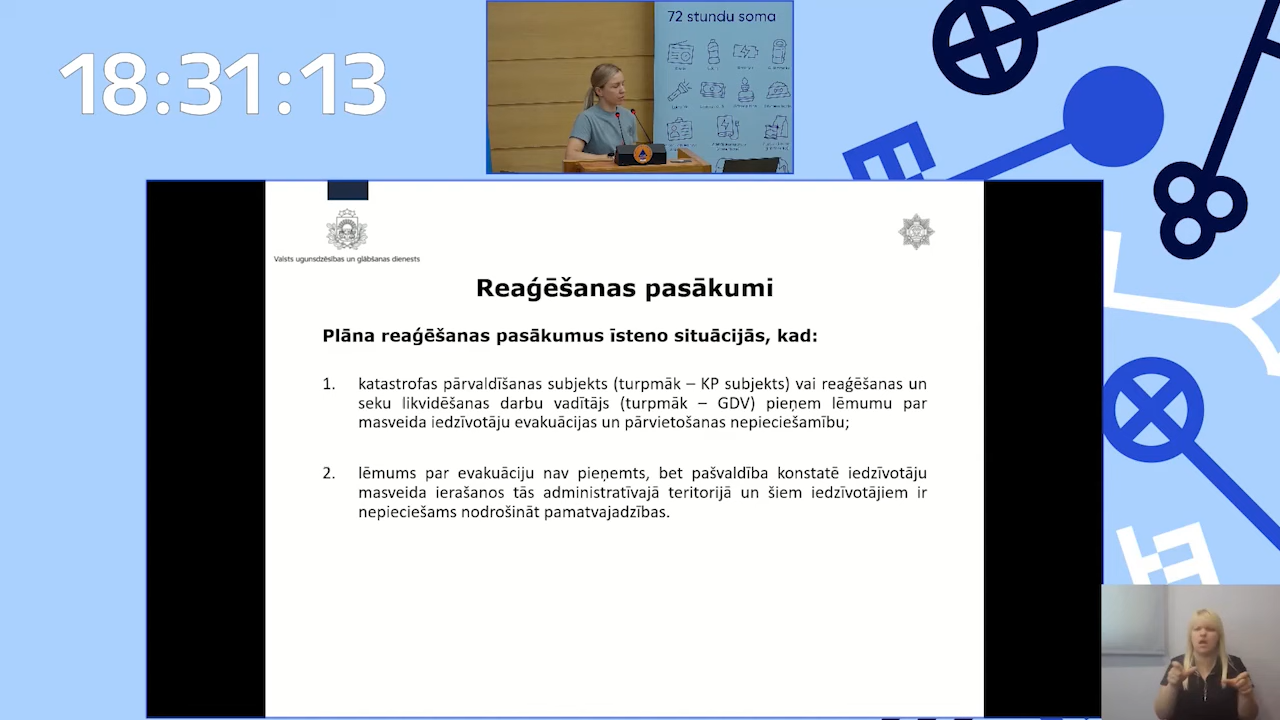 18:31:13
72 stundu soma
Valsts ugunsdzēsības un glābšanas dienests
Reaģēšanas pasākumi
Plāna reaģēšanas pasākumus īsteno situācijās, kad:
1. katastrofas pārvaldīšanas subjekts (turpmāk – KP subjekts) vai reaģēšanas un
seku likvidēšanas darbu vadītājs (turpmāk – GDV) pieņem lēmumu par
masveida iedzīvotāju evakuācijas un pārvietošanas nepieciešamību;
2. lēmums par evakuāciju nav pieņemts, bet pašvaldība konstatē iedzīvotāju
masveida ierašanos tās administratīvajā teritorijā un šiem iedzīvotājiem ir
nepieciešams nodrošināt pamatvajadzības.